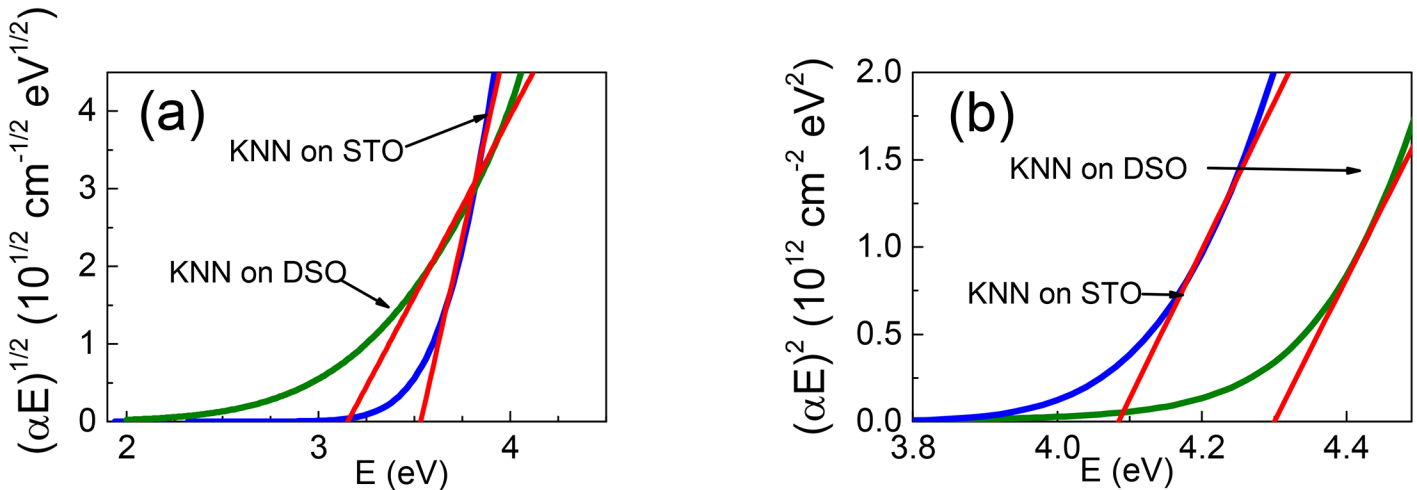 (αE)^1/2 (10^1/2 cm^-1/2 eV^1/2)
4
3
2
1
0
(a)
KNN on STO
KNN on DSO
2 3 4
E (eV)
(αE)^2 (10^12 cm^-2 eV^2)
2.0
1.5
1.0
0.5
0.0
(b)
KNN on DSO
KNN on STO
3.8 4.0 4.2 4.4
E (eV)